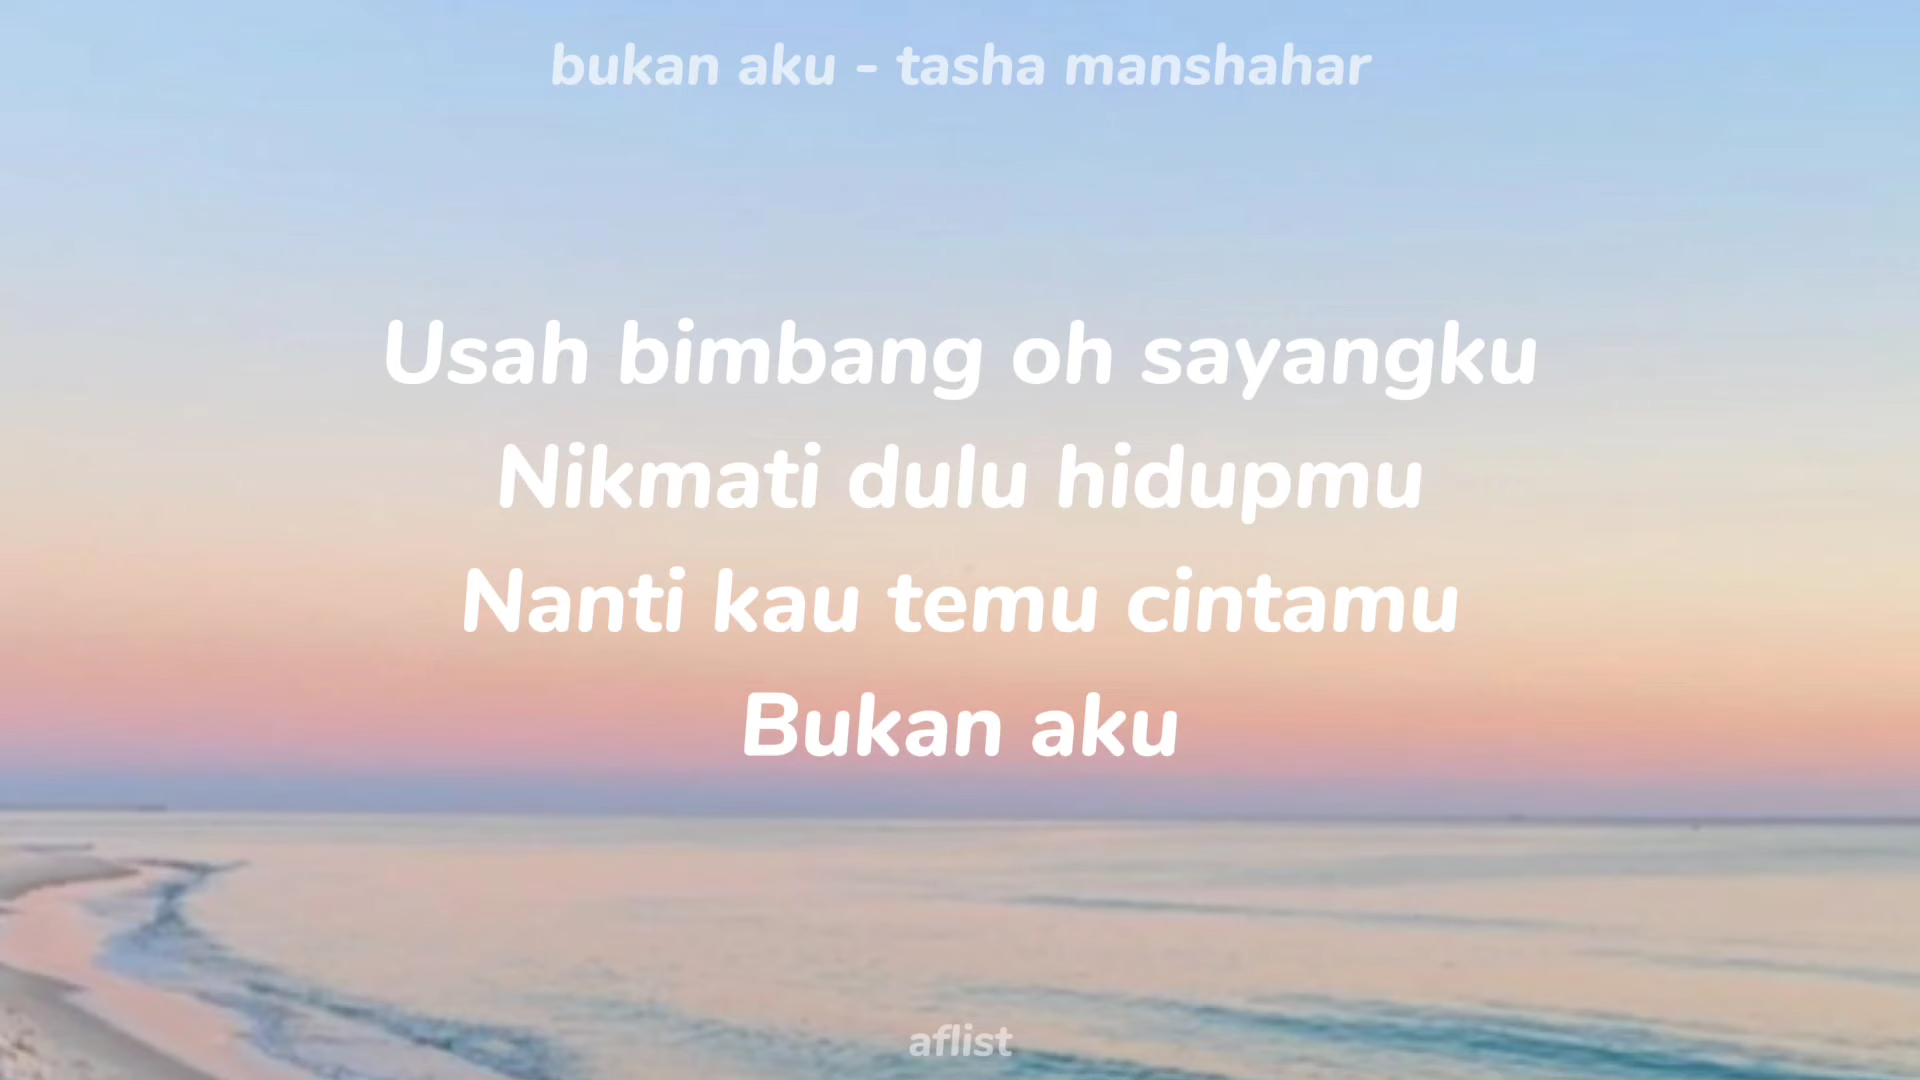 bukan aku - tasha manshahar
Usah bimbang oh sayangku
Nikmati dulu hidupmu
Nanti kau temu cintamu
Bukan aku
aflist